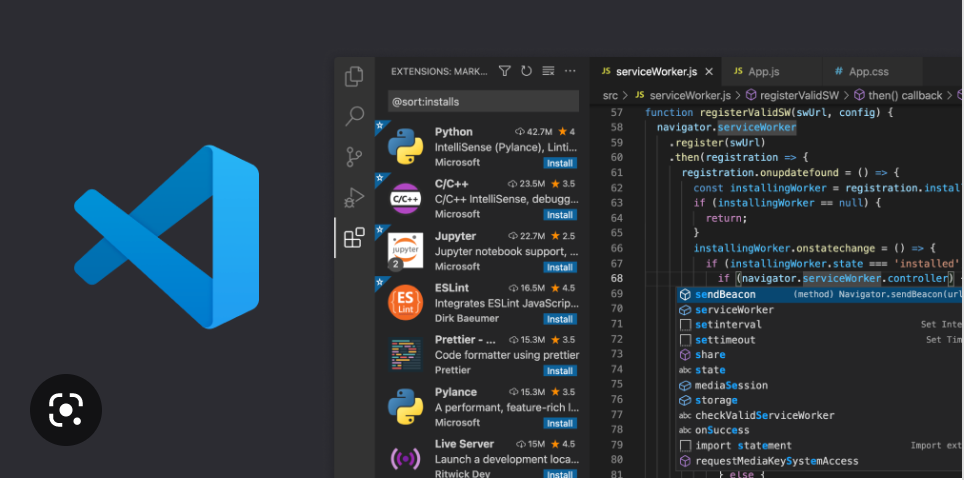 EXTENSIONS: MARK...
@sort:installs
Python 42.7M ★ 4
IntelliSense (Pylance), Linti...
Microsoft Install
C/C++
C/C++ 23.5M ★ 3.5
C/C++ IntelliSense, debugg...
Microsoft Install
jupyter
2
Jupyter 22.7M ★ 2.5
Jupyter notebook support, ...
Microsoft Install
ES
Lint
ESLint 16.5M ★ 4.5
Integrates ESLint JavaScrip...
Dirk Baeumer Install
Prettier - ... 15.3M ★ 3.5
Code formatter using prettier
Prettier Install
Pylance 15.3M ★ 3.5
A performant, feature-rich l...
Microsoft Install
Live Server 15M ★ 4.5
Launch a development loca...
Ritwick Dey Install
JS serviceWorker.js × JS App.js # App.css
src > JS serviceWorker.js > registerValidSW > then() callback >
57 function registerValidSW(swUrl, config) {
58 navigator.serviceWorker
59 .register(swUrl)
60 .then(registration => {
61 registration.onupdatefound = () => {
62 const installingWorker = registration.instal
63 if (installingWorker == null) {
64 return;
65 }
66 installingWorker.onstatechange = () => {
67 if (installingWorker.state === 'installed'
68 if (navigator.serviceWorker.controller) {
69 sendBeacon (method) Navigator.sendBeacon(url
70 serviceWorker
71 setinterval Set Inte
72 settimeout Set Tim
73 share
74 state
75 mediaSession
76 storage
77 abc checkValidServiceWorker
78 abc onSuccess
79 import statement Import ext
80 requestMediaKeySystemAccess
81 } else {